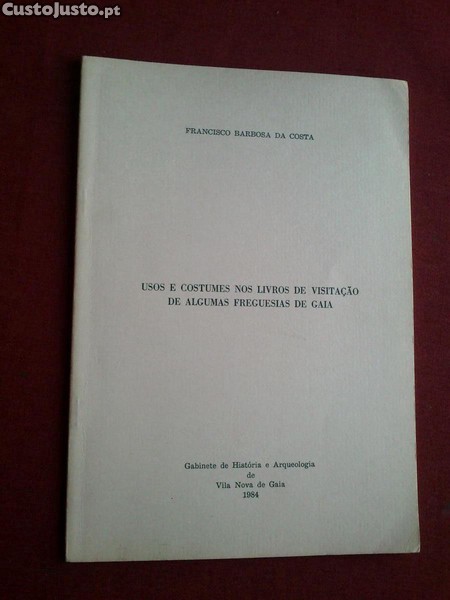 CustoJusto.pt
FRANCISCO BARBOSA DA COSTA
USOS E COSTUMES NOS LIVROS DE VISITAÇÃO
DE ALGUMAS FREGUESIAS DE GAIA
Gabinete de História e Arqueologia
de
Vila Nova de Gaia
1984